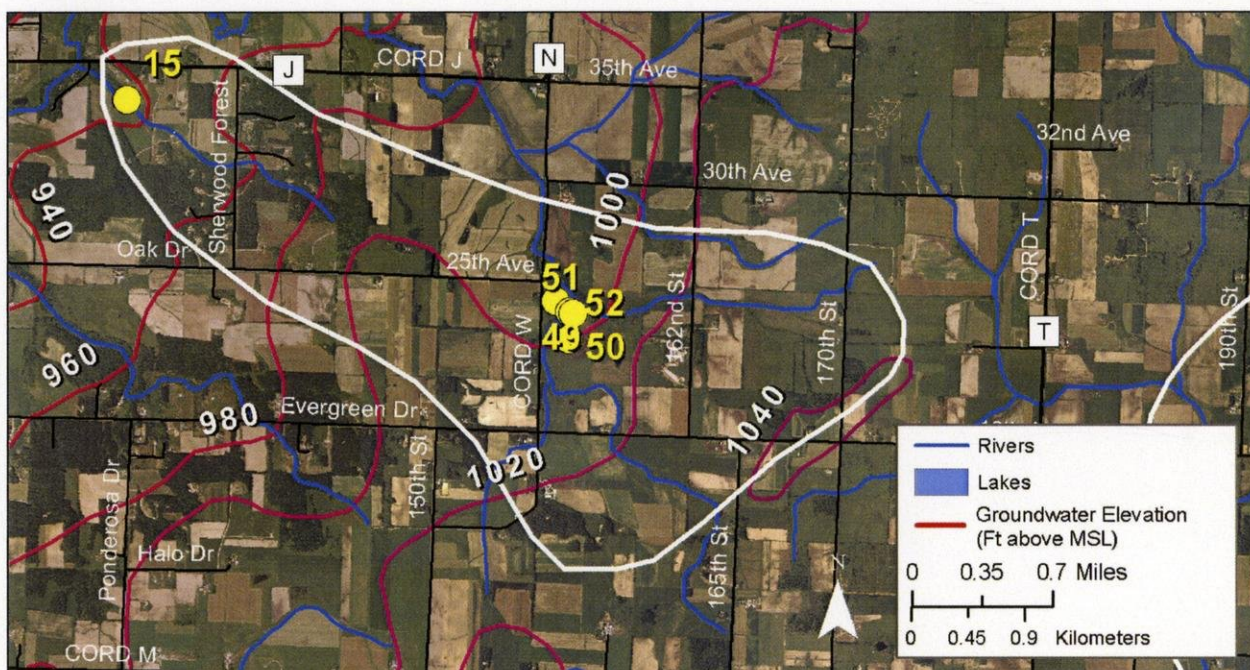 15
J
CORD J
N
35th Ave
Sherwood Forest
32nd Ave
30th Ave
940
1000
Oak Dr
25th Ave
51
52
49
50
CORD W
162nd St
170th St
CORD T
T
190th St
960
980
Evergreen Dr
1040
1020
150th St
Ponderosa Dr
Halo Dr
165th St
CORD M
N
Rivers
Lakes
Groundwater Elevation
(Ft above MSL)
0 0.35 0.7 Miles
0 0.45 0.9 Kilometers